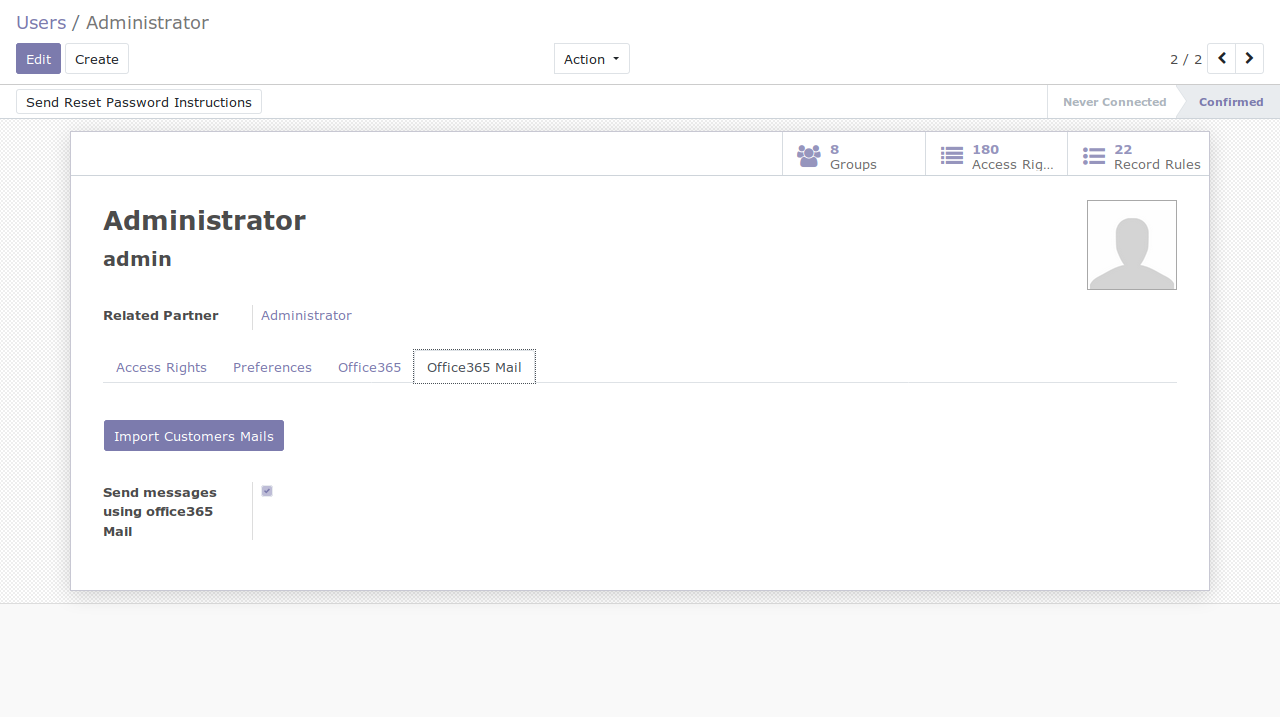 Users / Administrator
Edit Create Action 2 / 2
Send Reset Password Instructions Never Connected Confirmed
8 Groups
180 Access Rig...
22 Record Rules
Administrator
admin
Related Partner Administrator
Access Rights Preferences Office365 Office365 Mail
Import Customers Mails
Send messages
using office365
Mail